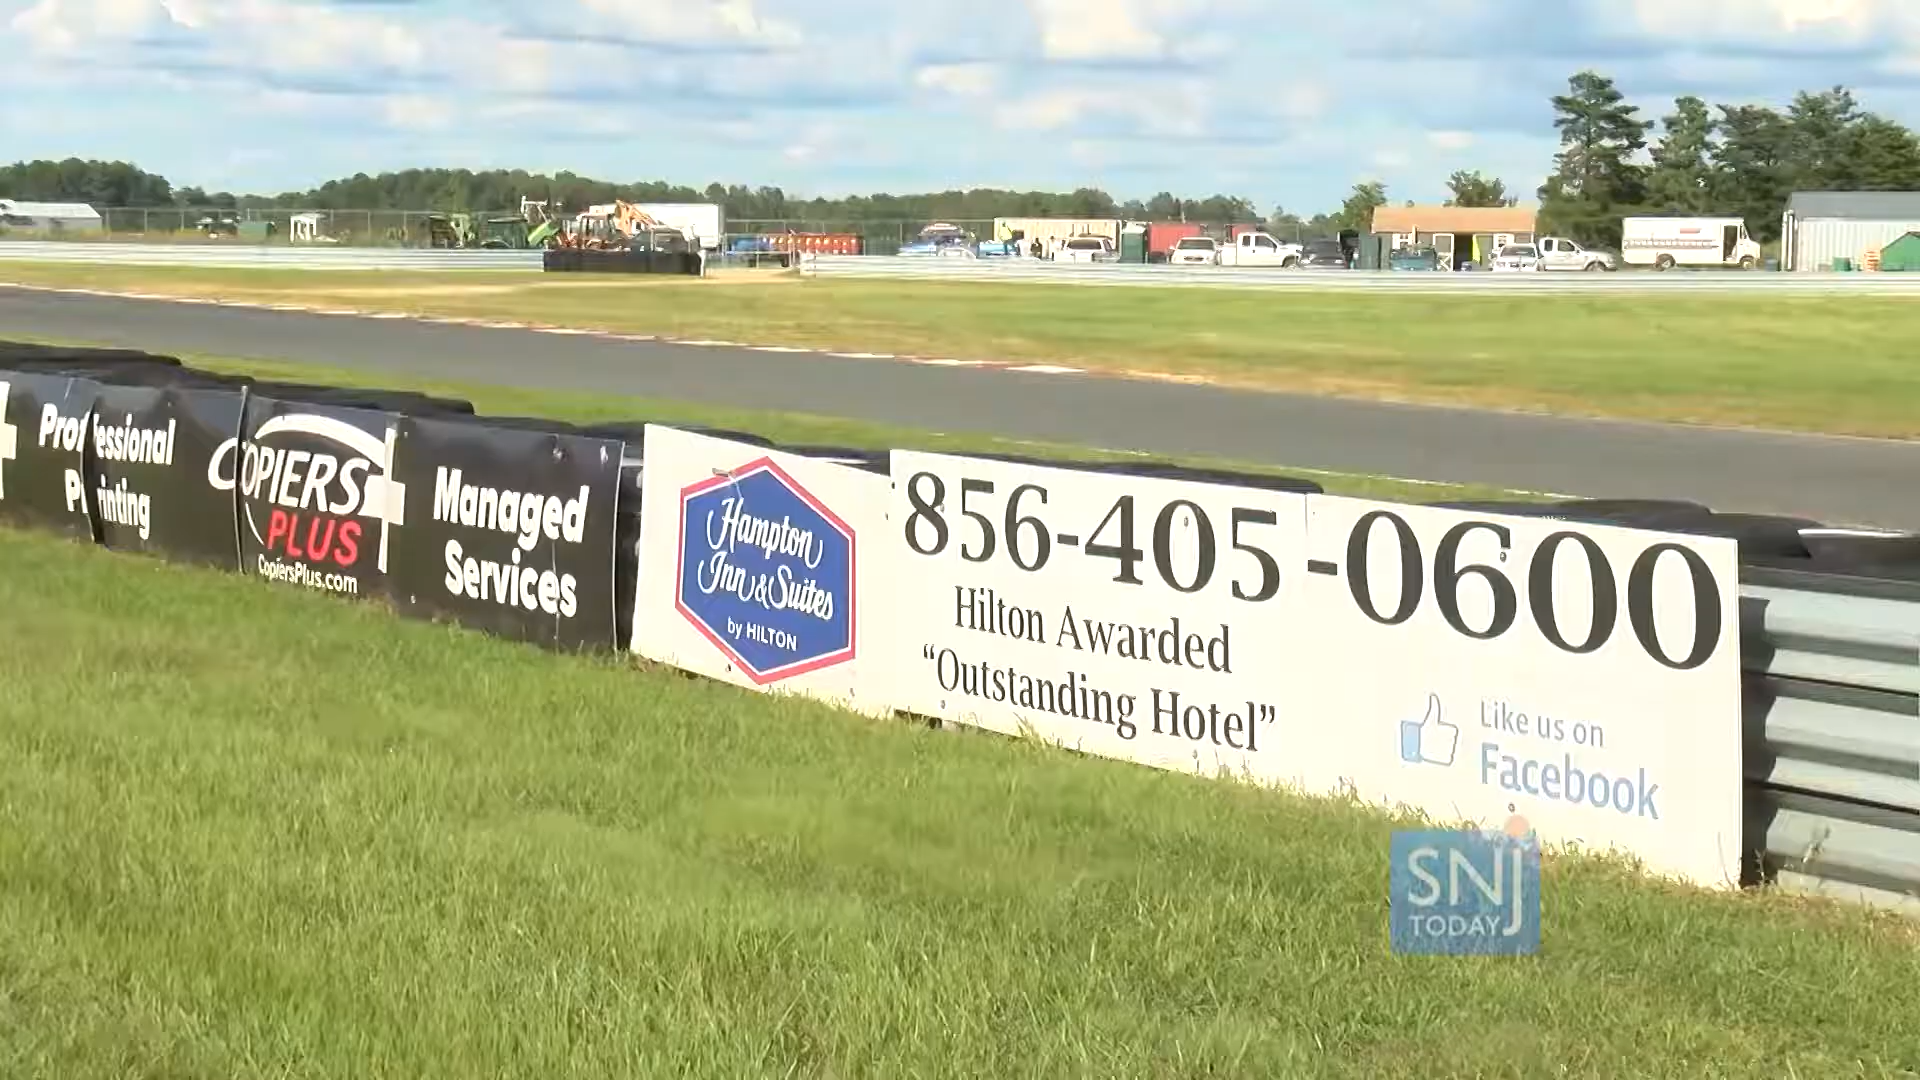 Professional
Printing
COPIERS
PLUS
CopiersPlus.com
Managed
Services
Hampton
Inn & Suites
by HILTON
856-405-0600
Hilton Awarded
“Outstanding Hotel”
Like us on
Facebook
SNJ
TODAY